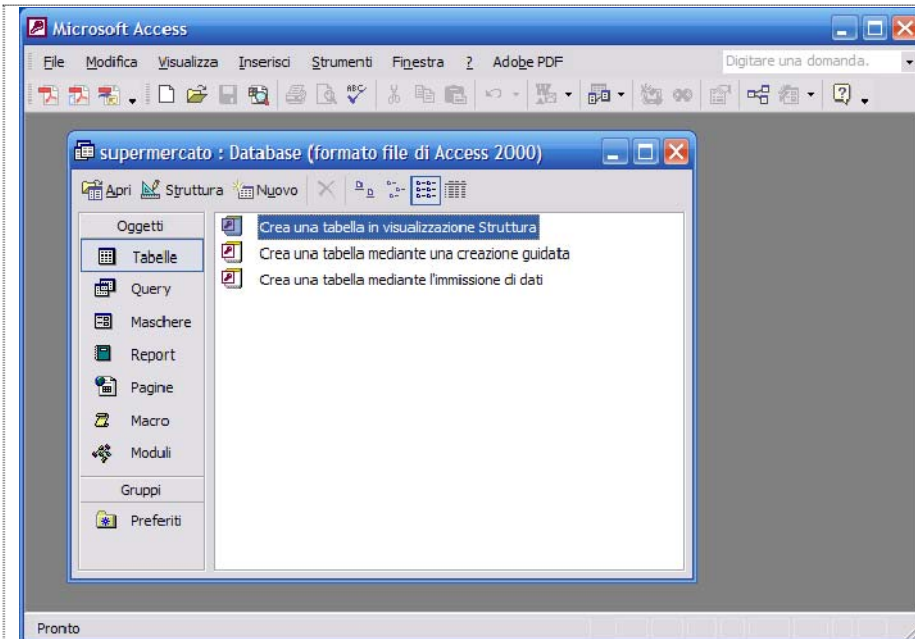 Microsoft Access
File Modifica Visualizza Inserisci Strumenti Finestra ? Adobe PDF Digitare una domanda.
supermercato : Database (formato file di Access 2000)
Apri Struttura Nuovo
Oggetti
Tabelle
Query
Maschere
Report
Pagine
Macro
Moduli
Gruppi
Preferiti
Crea una tabella in visualizzazione Struttura
Crea una tabella mediante una creazione guidata
Crea una tabella mediante l'immissione di dati
Pronto